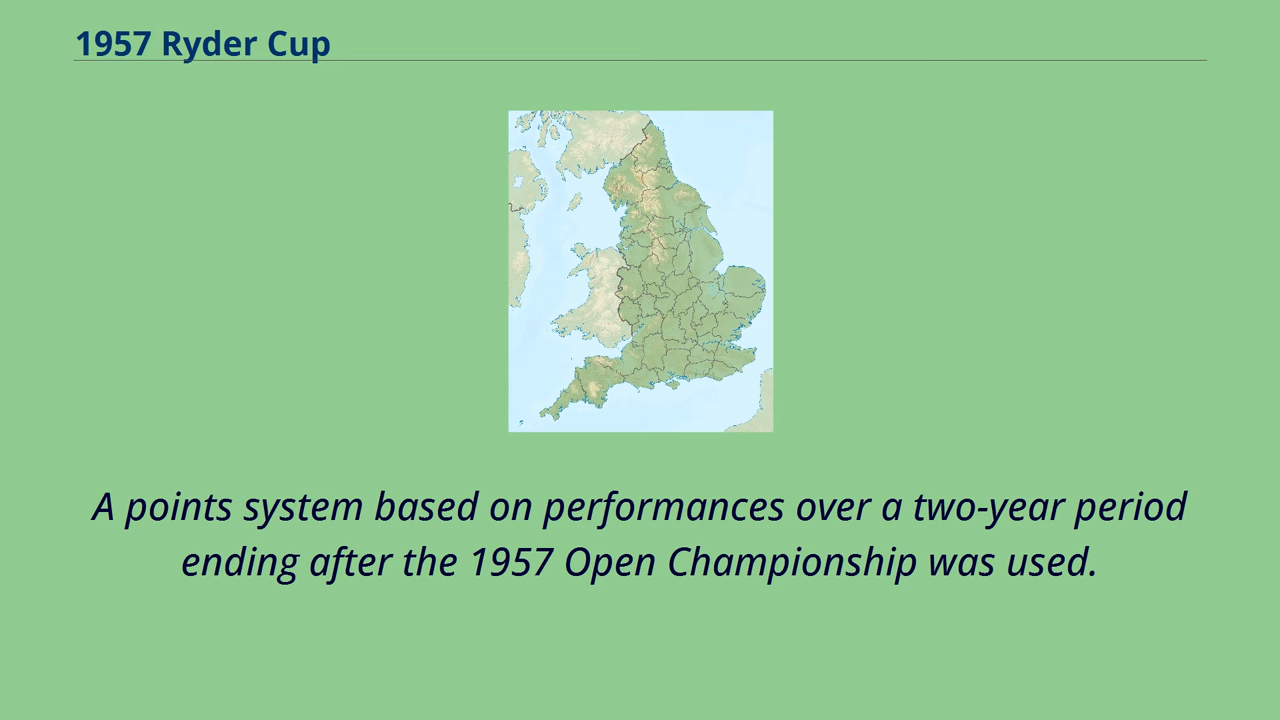 1957 Ryder Cup
A points system based on performances over a two-year period
ending after the 1957 Open Championship was used.